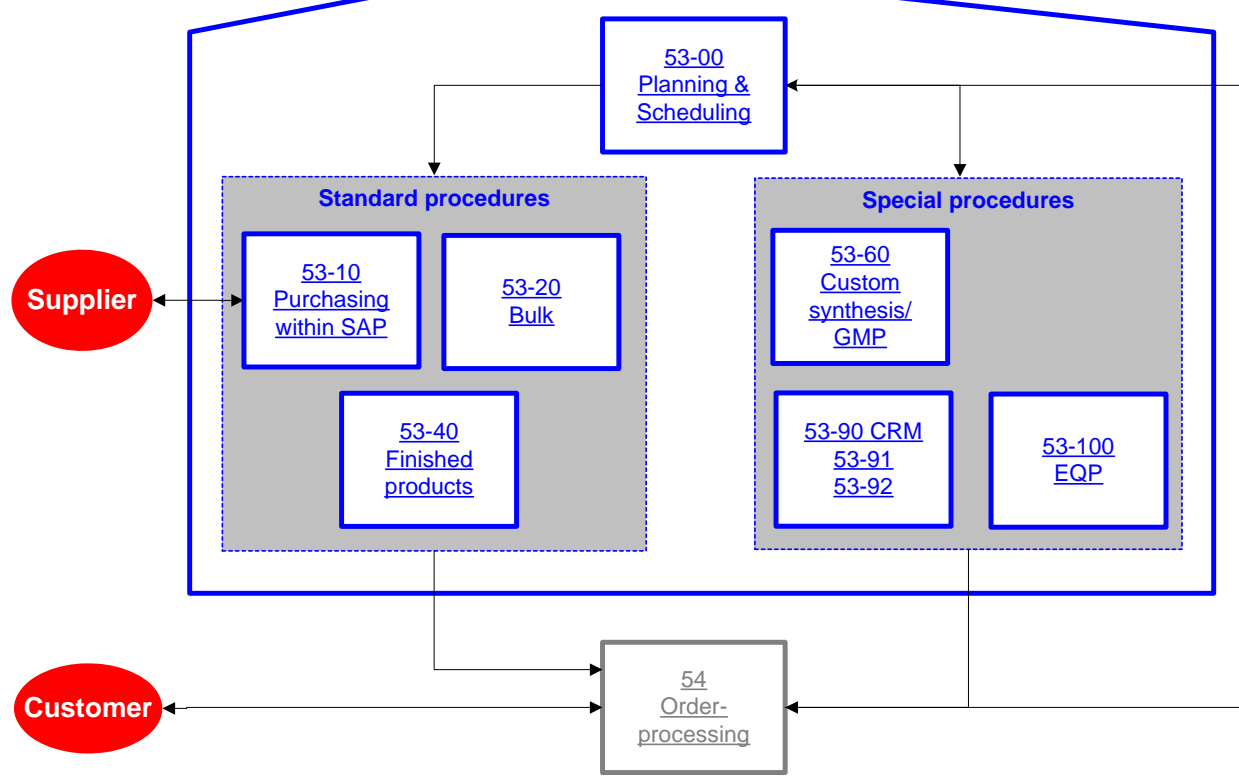 53-00
Planning &
Scheduling
Standard procedures
Special procedures
53-10
Purchasing
within SAP
53-20
Bulk
53-60
Custom
synthesis/
GMP
Supplier
53-40
Finished
products
53-90 CRM
53-91
53-92
53-100
EQP
Customer
54
Order-
processing